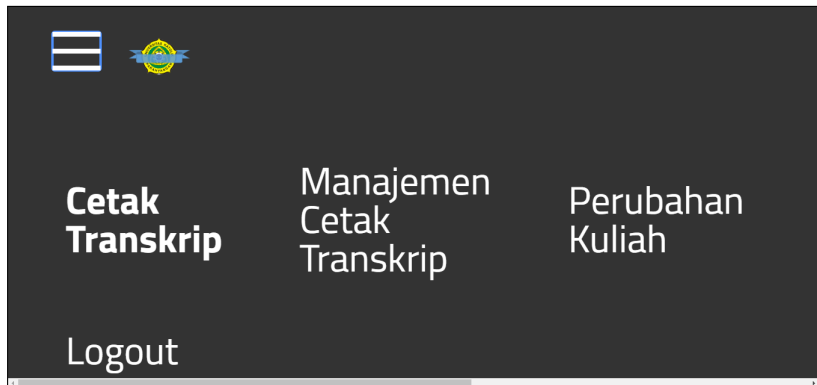 Cetak
Transkrip
Manajemen
Cetak
Transkrip
Perubahan
Kuliah
Logout